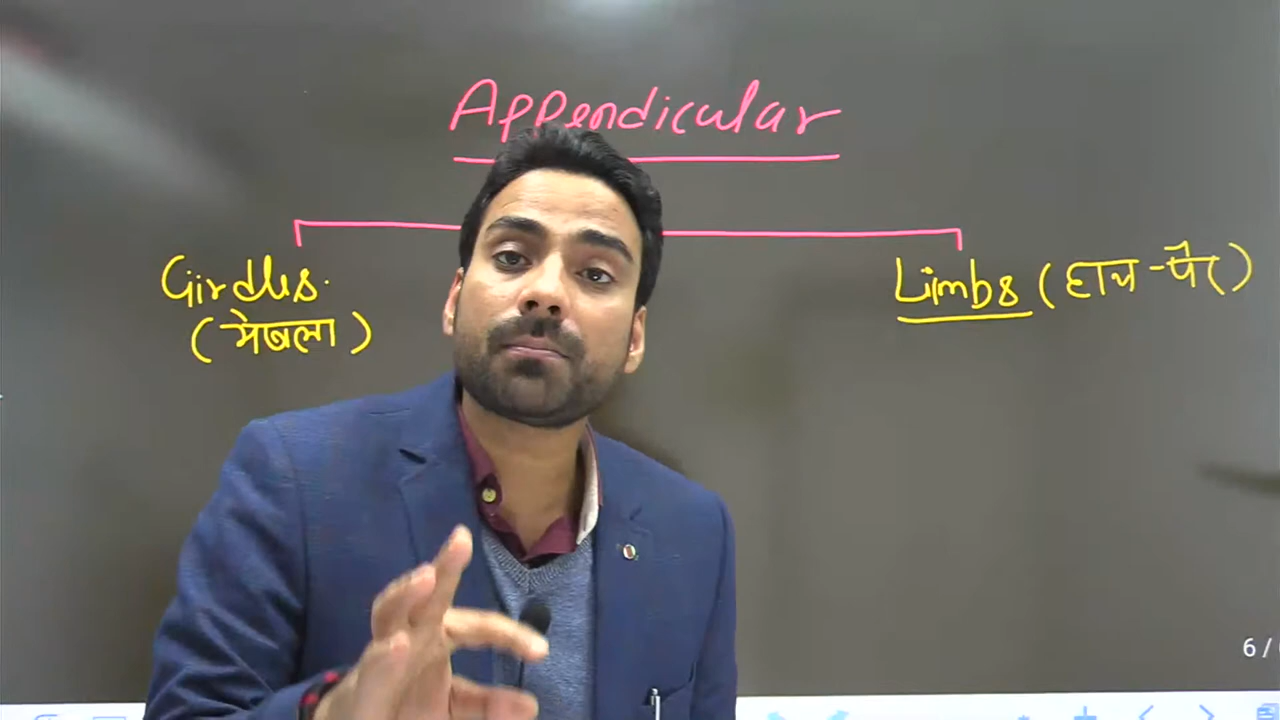 Appendicular
Girdles.
(मेखला)
Limbs (हाथ-पैर)
6 /